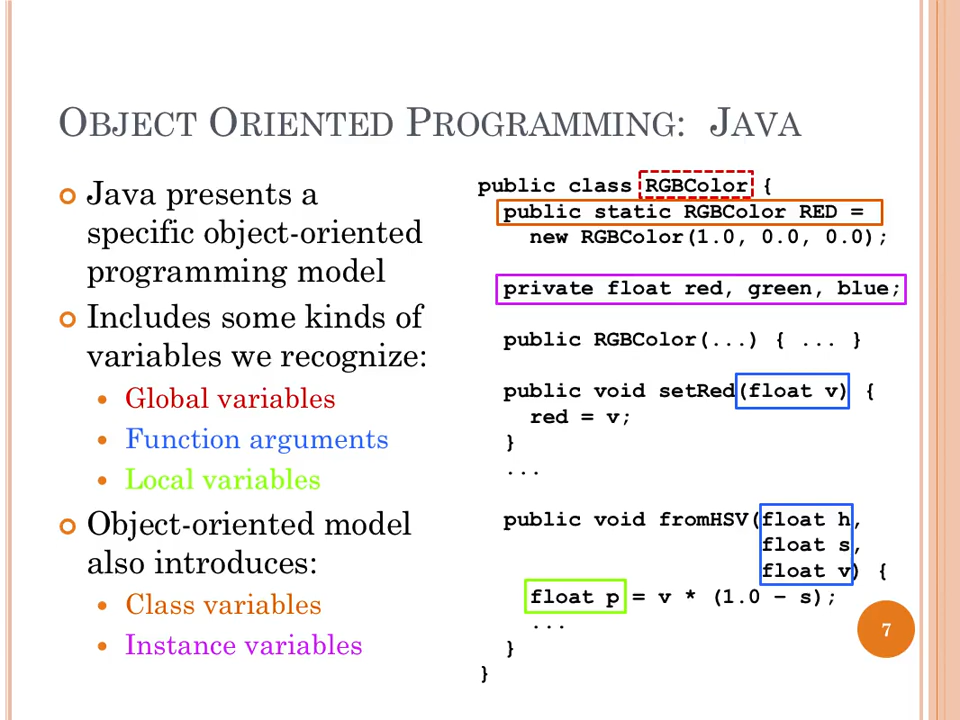 OBJECT ORIENTED PROGRAMMING: JAVA
Java presents a
specific object-oriented
programming model
Includes some kinds of
variables we recognize:
Global variables
Function arguments
Local variables
Object-oriented model
also introduces:
Class variables
Instance variables
public class RGBColor {
public static RGBColor RED =
new RGBColor(1.0, 0.0, 0.0);
private float red, green, blue;
public RGBColor(...) { ... }
public void setRed(float v) {
red = v;
}
...
public void fromHSV(float h,
float s,
float v) {
float p = v * (1.0 – s);
...
}
}
7